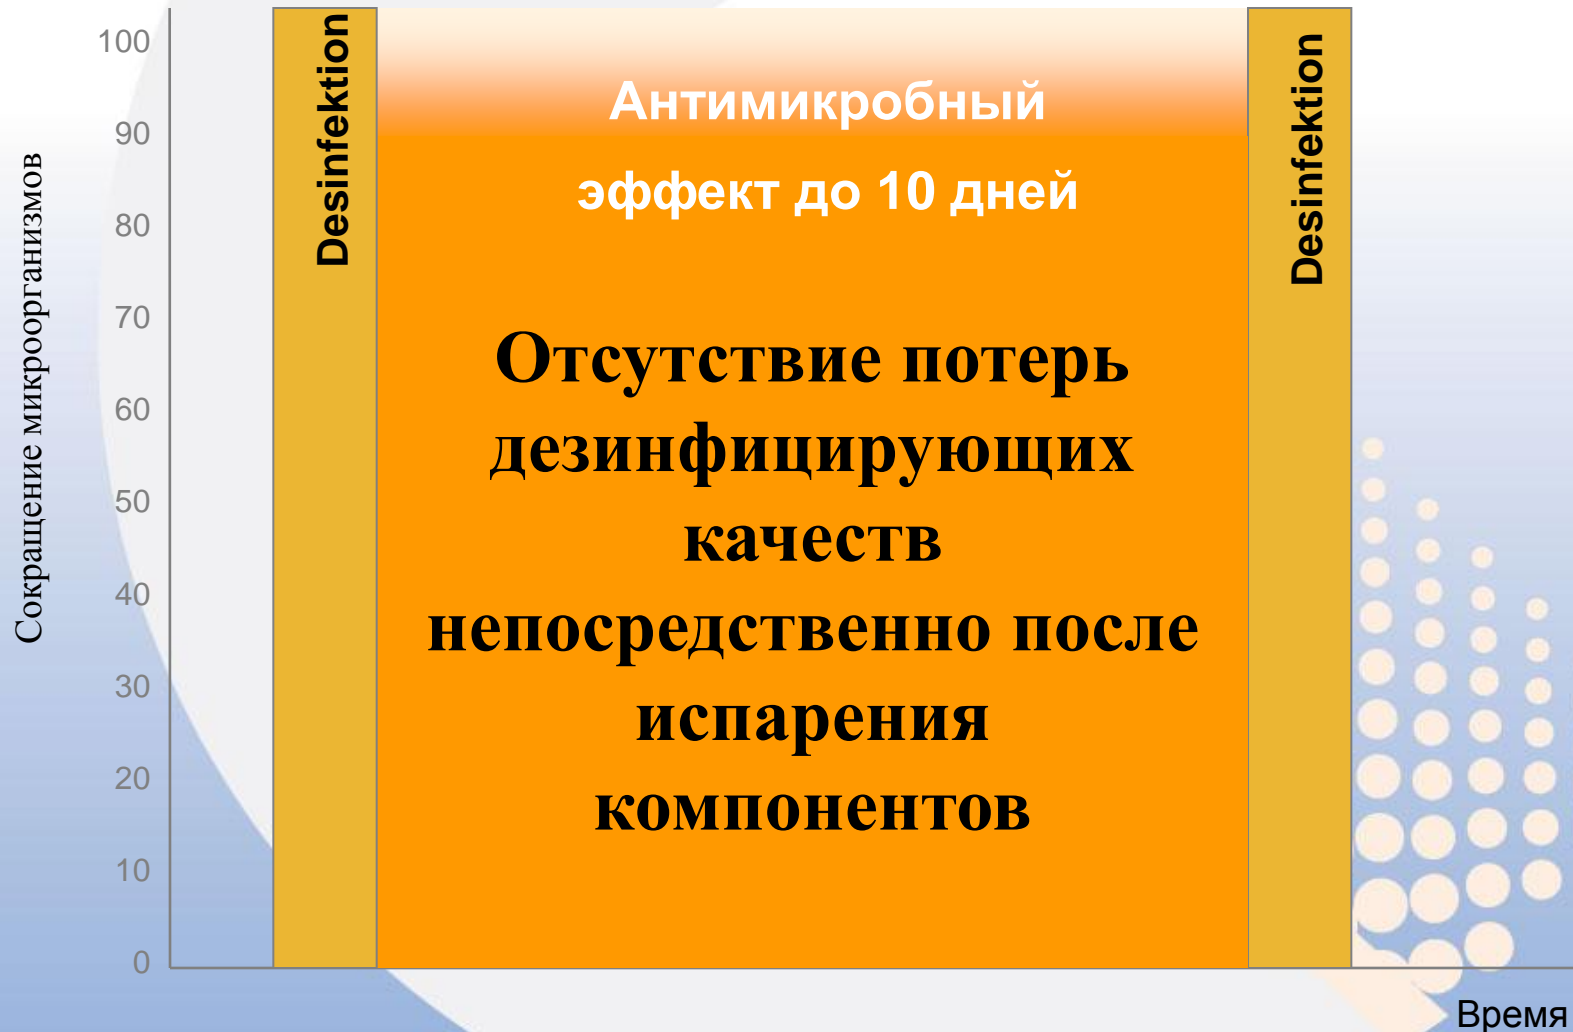 Сокращение микроорганизмов
100
90
80
70
60
50
40
30
20
10
0
Desinfektion
Антимикробный
эффект до 10 дней
Отсутствие потерь
дезинфицирующих
качеств
непосредственно после
испарения
компонентов
Desinfektion
Время